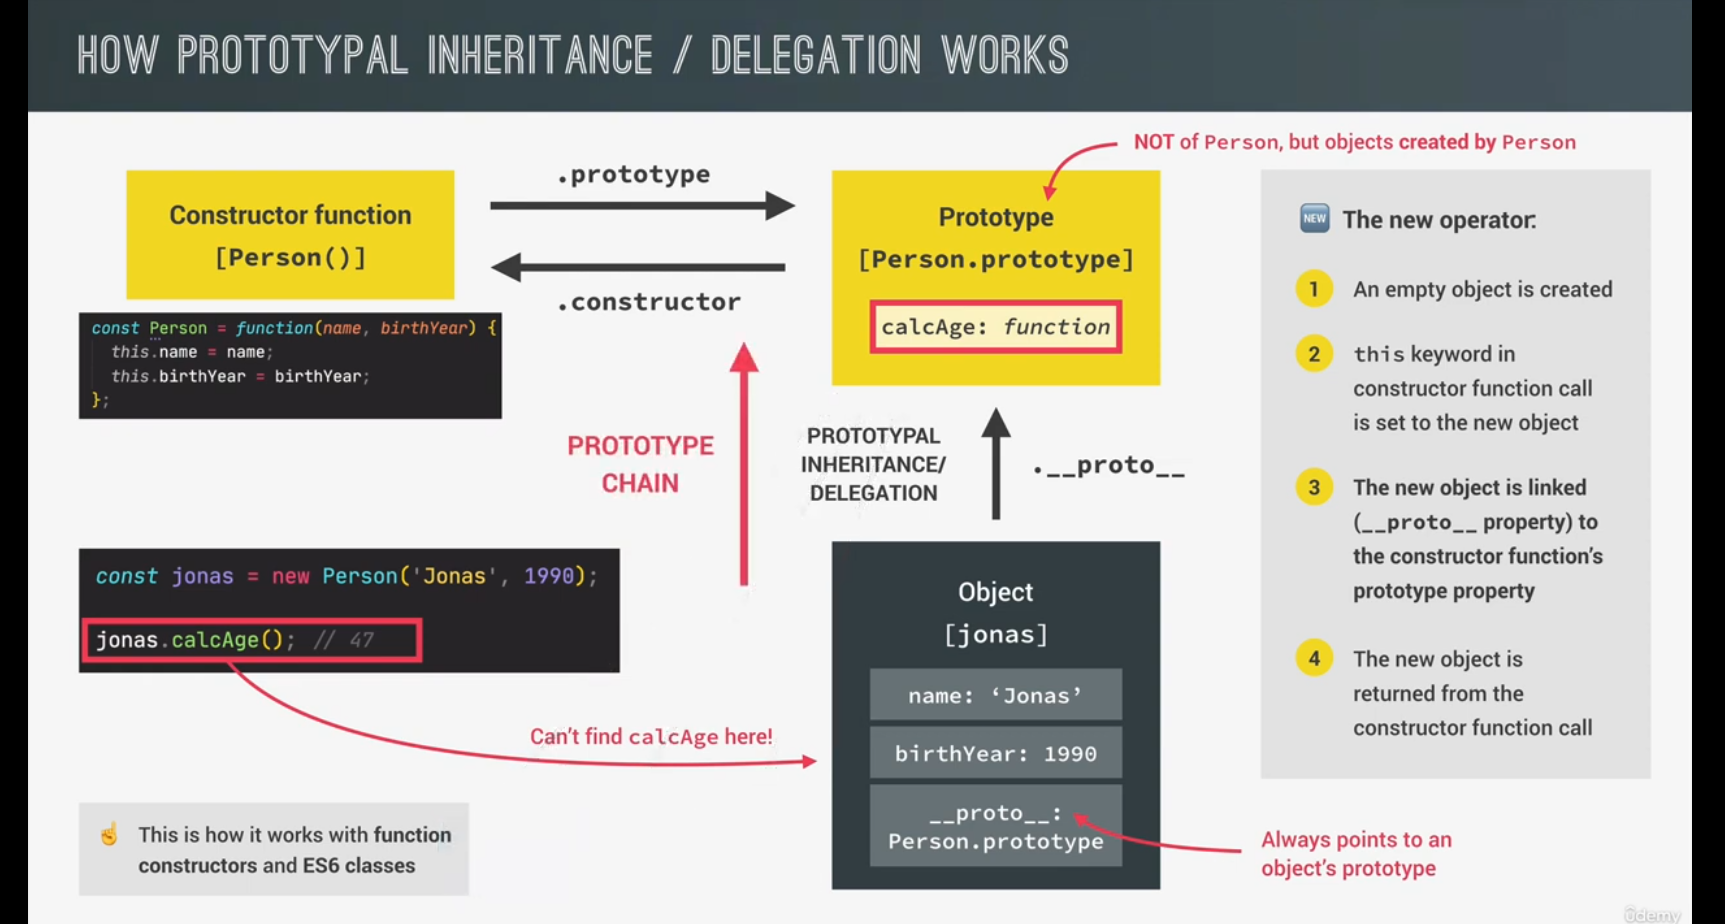 HOW PROTOTYPAL INHERITANCE / DELEGATION WORKS
NOT of Person, but objects created by Person
Constructor function
[Person()]
.prototype
.constructor
Prototype
[Person.prototype]
calcAge: function
const Person = function(name, birthYear) {
this.name = name;
this.birthYear = birthYear;
};
PROTOTYPE
CHAIN
PROTOTYPAL
INHERITANCE/
DELEGATION
.__proto__
const jonas = new Person('Jonas', 1990);
jonas.calcAge(); // 47
Can't find calcAge here!
Object
[jonas]
name: ‘Jonas’
birthYear: 1990
__proto__:
Person.prototype
Always points to an
object's prototype
This is how it works with function
constructors and ES6 classes
NEW The new operator:
1 An empty object is created
2 this keyword in
constructor function call
is set to the new object
3 The new object is linked
(__proto__ property) to
the constructor function's
prototype property
4 The new object is
returned from the
constructor function call
ûdemy